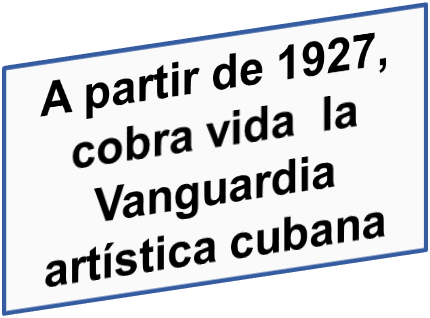 A partir de 1927,
cobra vida la
Vanguardia
artística cubana